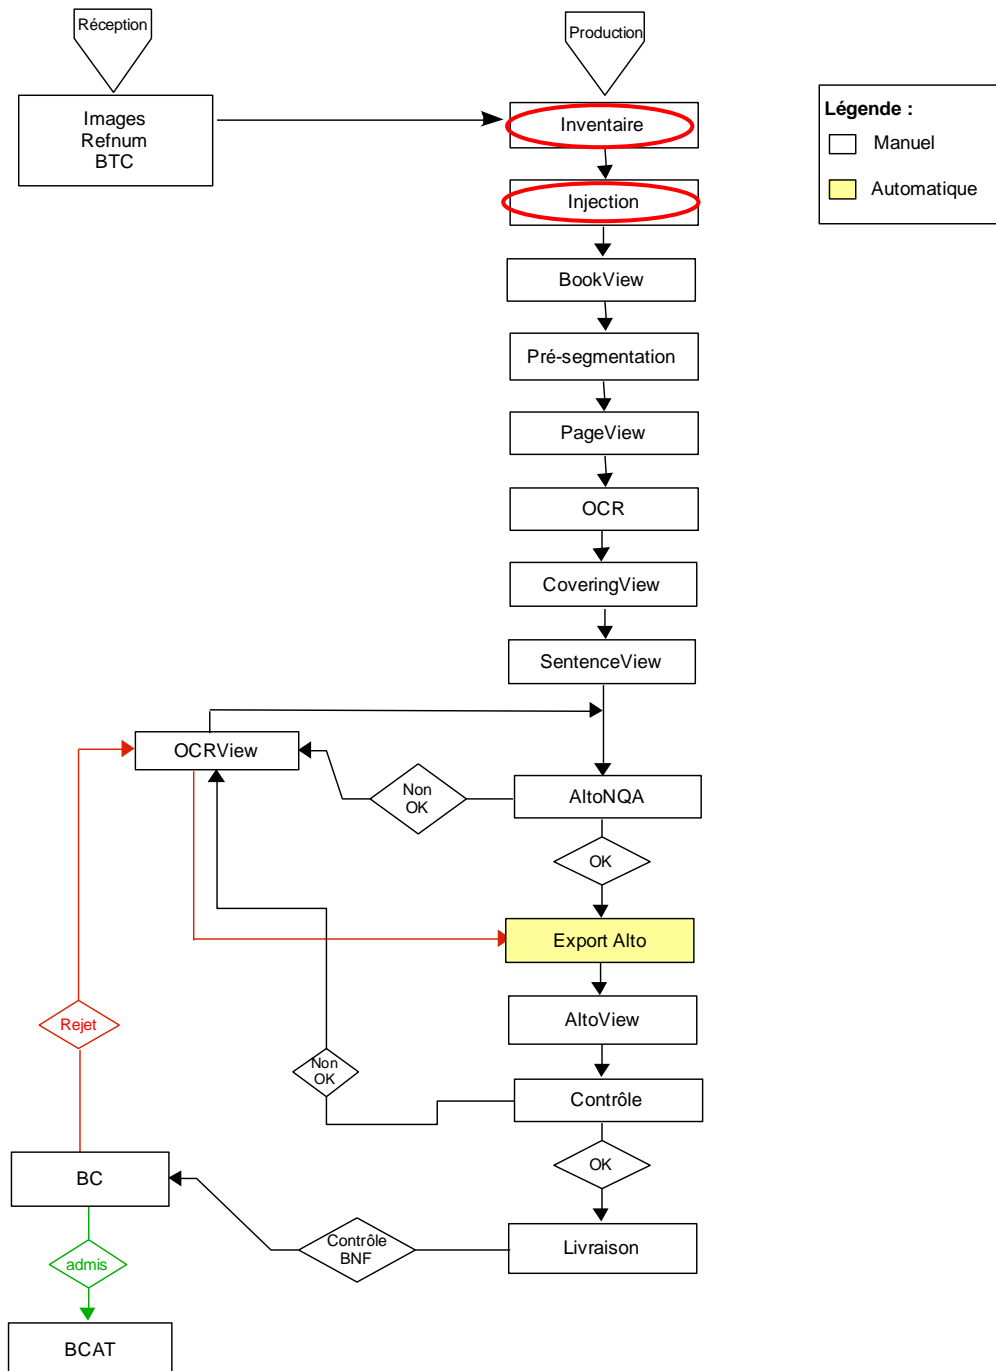 Réception
Production
Images
Refnum
BTC
Inventaire
Légende :
Manuel
Automatique
Injection
BookView
Pré-segmentation
PageView
OCR
CoveringView
SentenceView
OCRView
Non
OK
AltoNQA
OK
Export Alto
AltoView
Rejet
Non
OK
Contrôle
OK
BC
Contrôle
BNF
Livraison
admis
BCAT